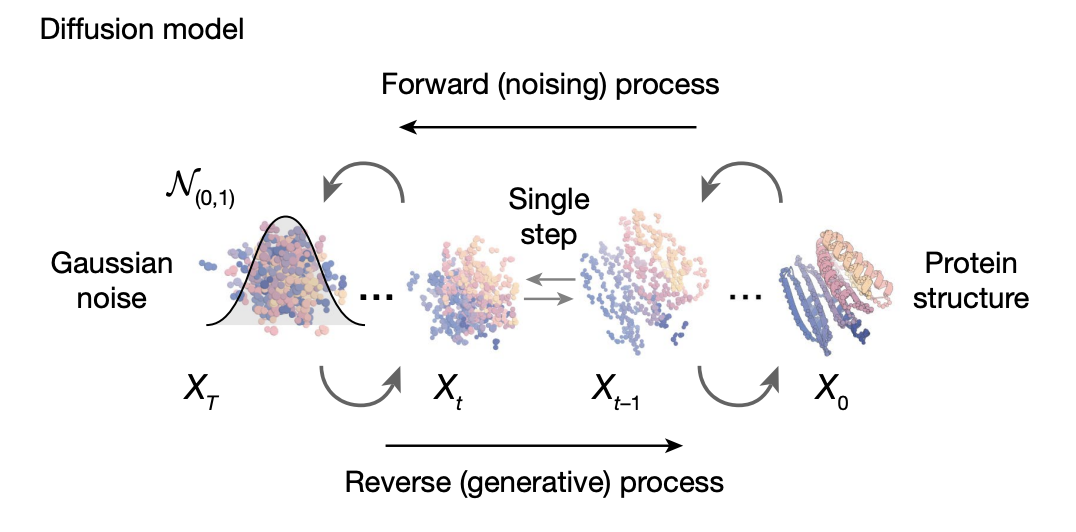 Diffusion model
Forward (noising) process
𝒩(0,1)
Single
step
Gaussian
noise
...
...
Protein
structure
X_T
X_t
X_t–1
X_0
Reverse (generative) process